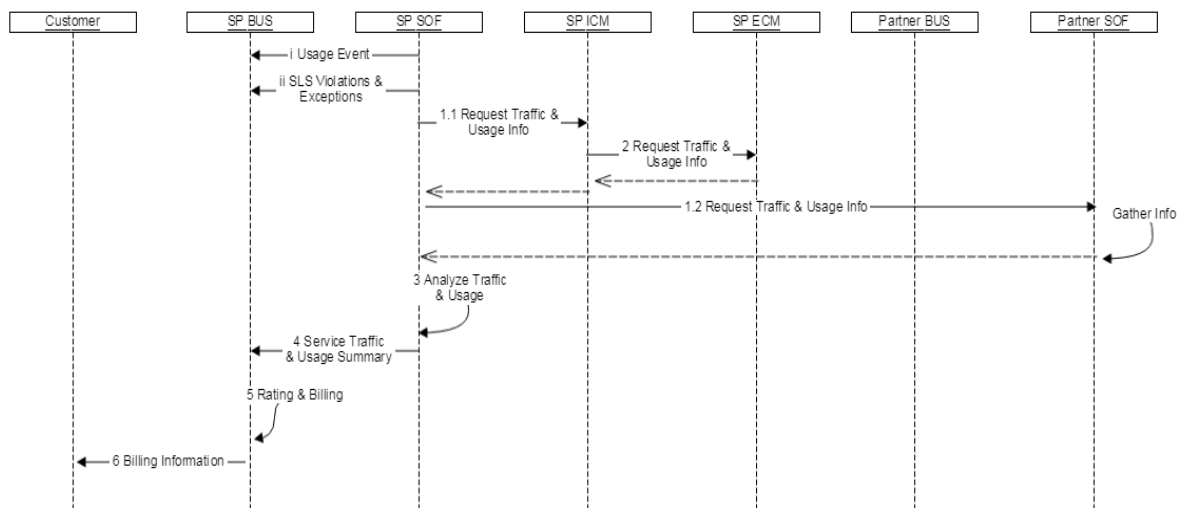 Customer
SP BUS
SP SOF
SP ICM
SP ECM
Partner BUS
Partner SOF
i Usage Event
ii SLS Violations &
Exceptions
1.1 Request Traffic &
Usage Info
2 Request Traffic &
Usage Info
1.2 Request Traffic & Usage Info
Gather Info
3 Analyze Traffic
& Usage
4 Service Traffic
& Usage Summary
5 Rating & Billing
6 Billing Information